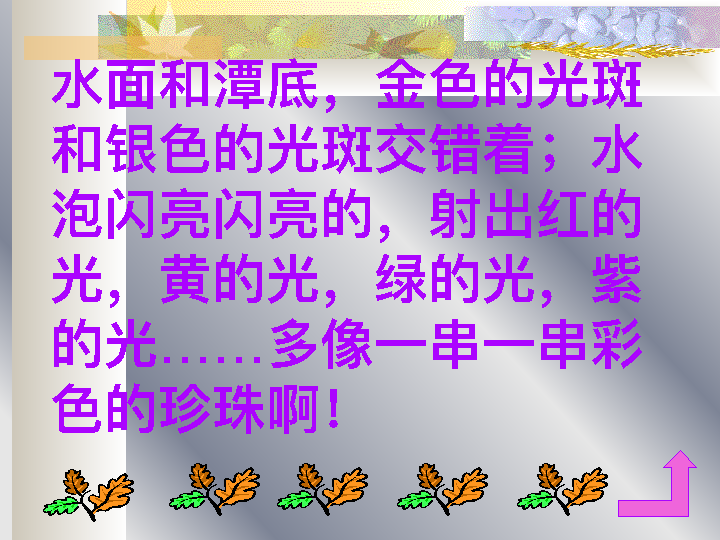 水面和潭底，金色的光斑
和银色的光斑交错着；水
泡闪亮闪亮的，射出红的
光，黄的光，绿的光，紫
的光……多像一串一串彩
色的珍珠啊！